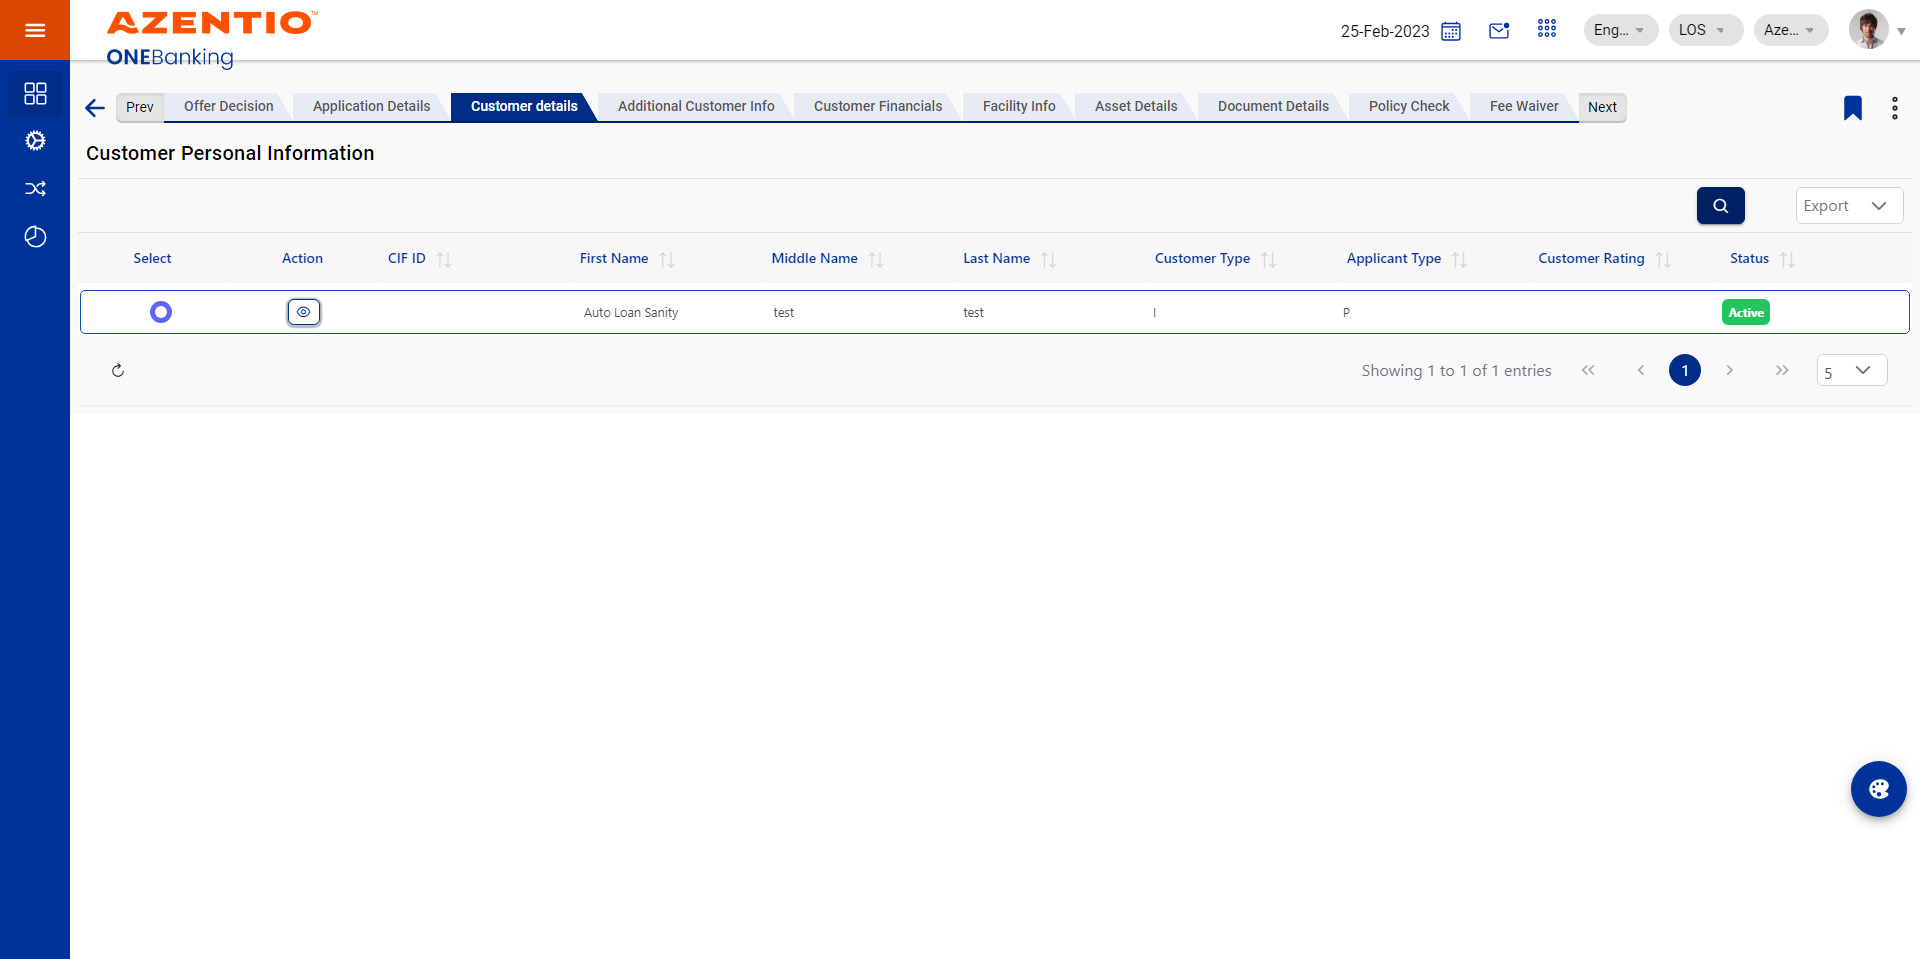 AZENTIO™
ONEBanking
25-Feb-2023
Eng...
LOS
Aze...
Prev
Offer Decision
Application Details
Customer details
Additional Customer Info
Customer Financials
Facility Info
Asset Details
Document Details
Policy Check
Fee Waiver
Next
Customer Personal Information
Export
Select
Action
CIF ID
First Name
Middle Name
Last Name
Customer Type
Applicant Type
Customer Rating
Status
Auto Loan Sanity
test
test
I
P
Active
Showing 1 to 1 of 1 entries
1
5